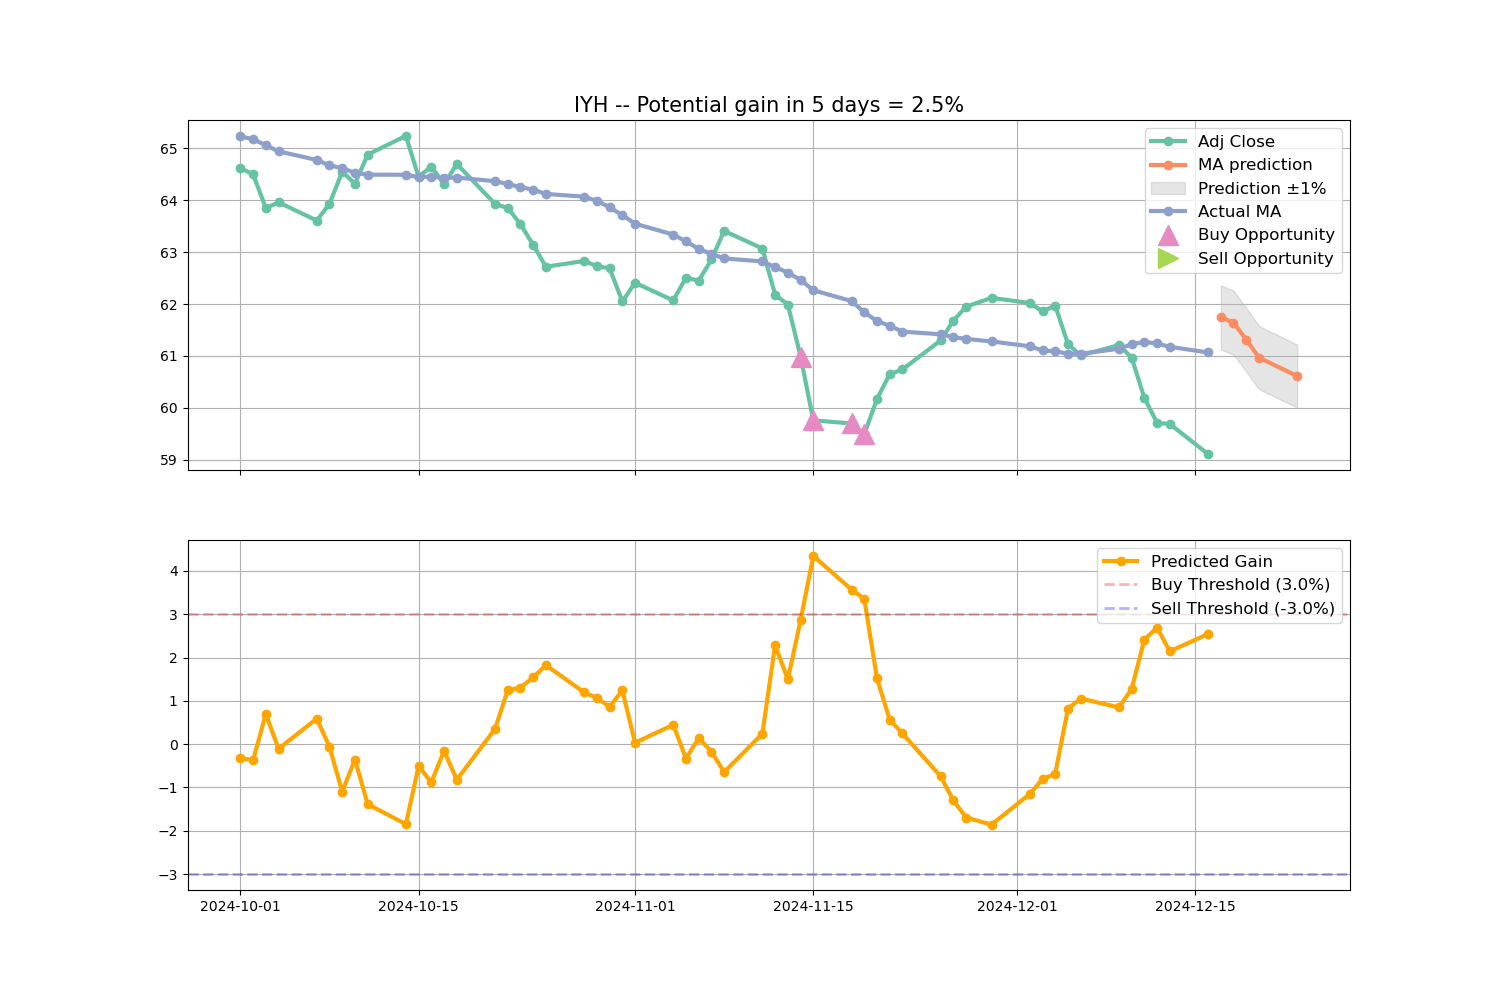 IYH -- Potential gain in 5 days = 2.5%
65
64
63
62
61
60
59
Adj Close
MA prediction
Prediction ±1%
Actual MA
Buy Opportunity
Sell Opportunity
4
3
2
1
0
−1
−2
−3
Predicted Gain
Buy Threshold (3.0%)
Sell Threshold (-3.0%)
2024-10-01
2024-10-15
2024-11-01
2024-11-15
2024-12-01
2024-12-15